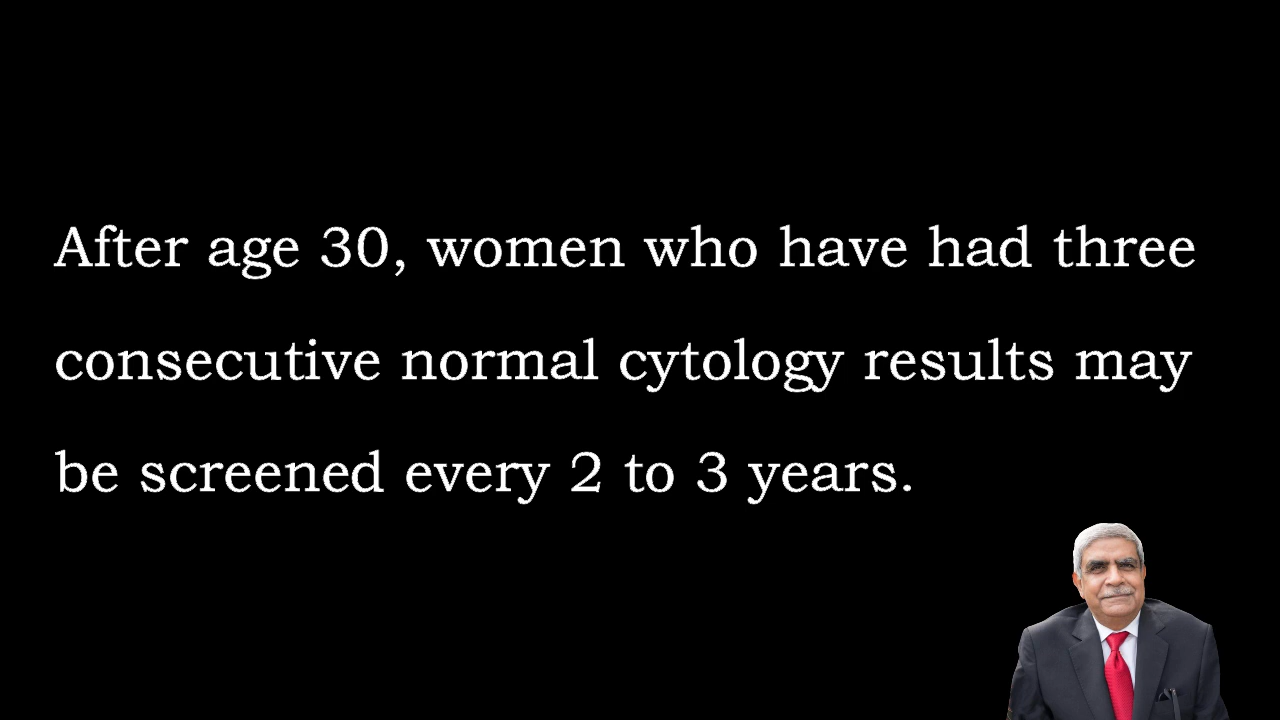 After age 30, women who have had three
consecutive normal cytology results may
be screened every 2 to 3 years.